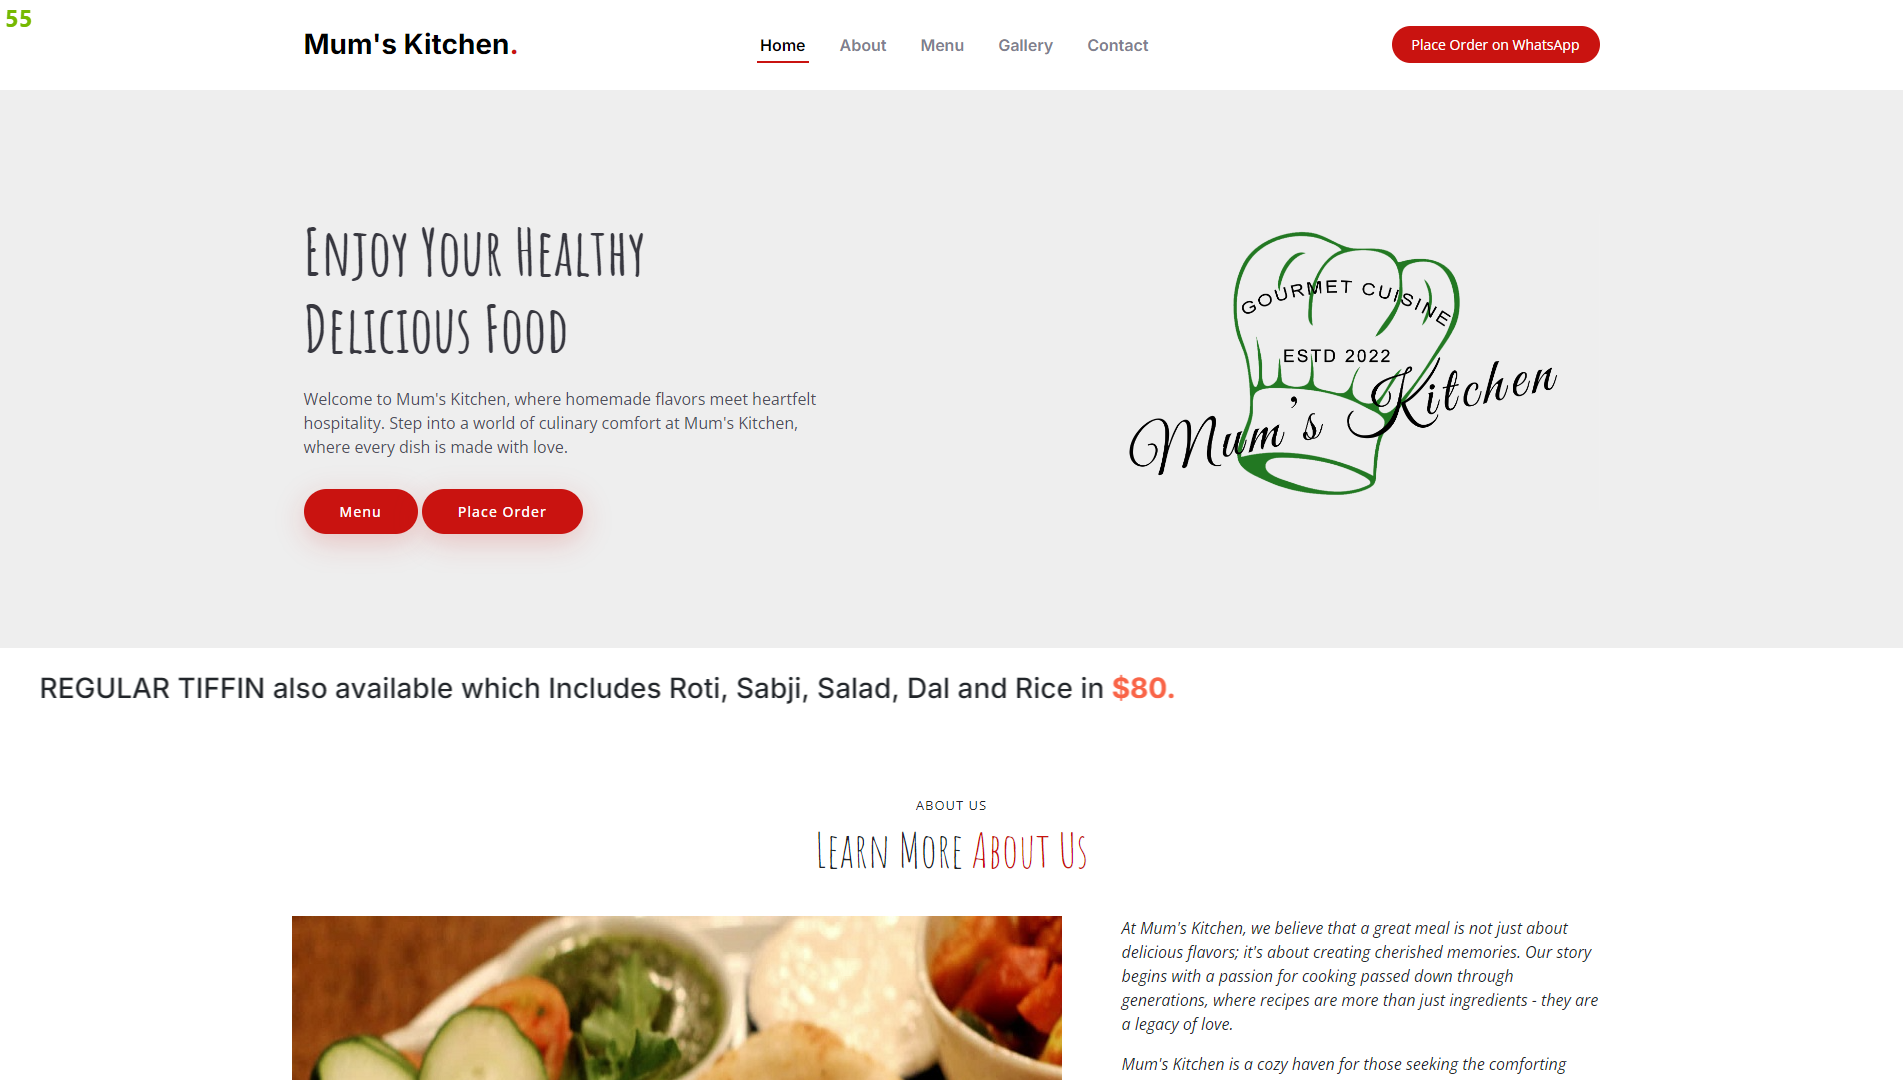 55
Mum's Kitchen.
Home
About
Menu
Gallery
Contact
Place Order on WhatsApp
Enjoy Your Healthy
Delicious Food
Welcome to Mum's Kitchen, where homemade flavors meet heartfelt
hospitality. Step into a world of culinary comfort at Mum's Kitchen,
where every dish is made with love.
Menu
Place Order
GOURMET CUISINE
ESTD 2022
Mum's Kitchen
REGULAR TIFFIN also available which Includes Roti, Sabji, Salad, Dal and Rice in $80.
ABOUT US
Learn More About Us
At Mum's Kitchen, we believe that a great meal is not just about
delicious flavors; it's about creating cherished memories. Our story
begins with a passion for cooking passed down through
generations, where recipes are more than just ingredients - they are
a legacy of love.
Mum's Kitchen is a cozy haven for those seeking the comforting